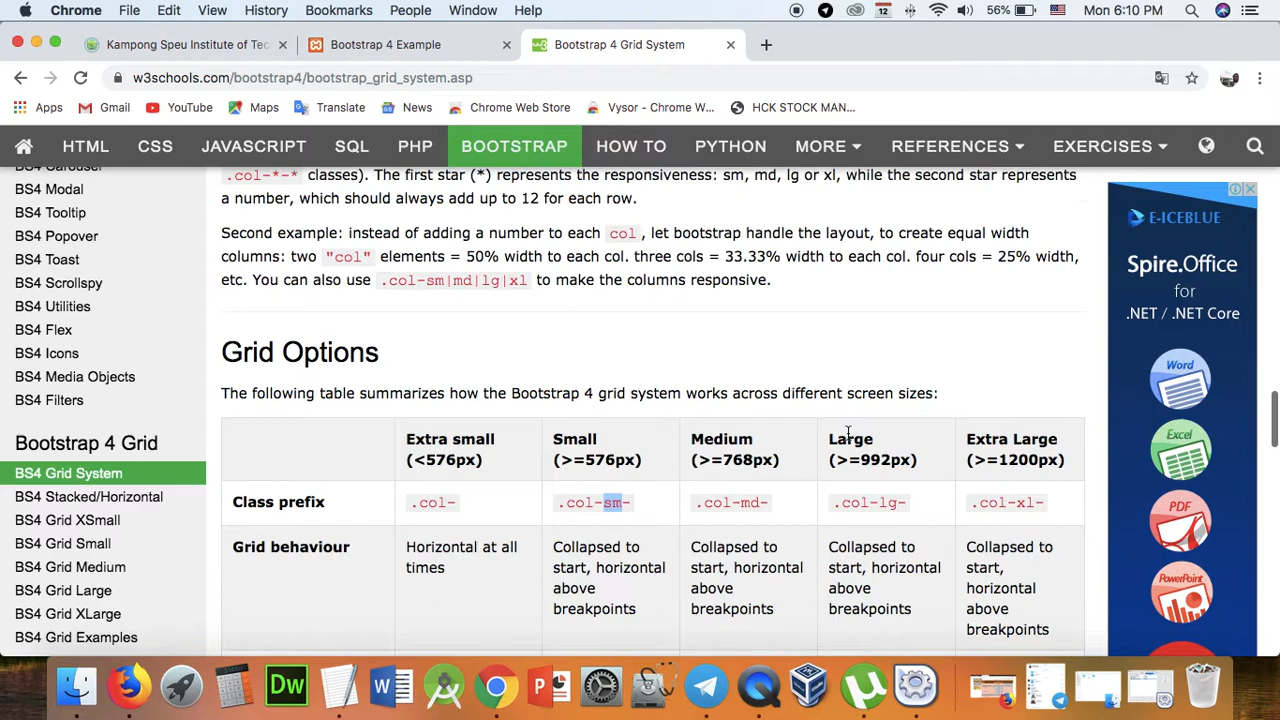 Chrome File Edit View History Bookmarks People Window Help 12 56% Mon 6:10 PM
Kampong Speu Institute of Tec Bootstrap 4 Example Bootstrap 4 Grid System
w3schools.com/bootstrap4/bootstrap_grid_system.asp
Apps Gmail YouTube Maps Translate News Chrome Web Store Vysor - Chrome W... HCK STOCK MAN...
HTML CSS JAVASCRIPT SQL PHP BOOTSTRAP HOW TO PYTHON MORE REFERENCES EXERCISES
BS4 Carousel
BS4 Modal
BS4 Tooltip
BS4 Popover
BS4 Toast
BS4 Scrollspy
BS4 Utilities
BS4 Flex
BS4 Icons
BS4 Media Objects
BS4 Filters
Bootstrap 4 Grid
BS4 Grid System
BS4 Stacked/Horizontal
BS4 Grid XSmall
BS4 Grid Small
BS4 Grid Medium
BS4 Grid Large
BS4 Grid XLarge
BS4 Grid Examples
.col-*-* classes). The first star (*) represents the responsiveness: sm, md, lg or xl, while the second star represents
a number, which should always add up to 12 for each row.
Second example: instead of adding a number to each col, let bootstrap handle the layout, to create equal width
columns: two "col" elements = 50% width to each col. three cols = 33.33% width to each col. four cols = 25% width,
etc. You can also use .col-sm|md|lg|xl to make the columns responsive.
Grid Options
The following table summarizes how the Bootstrap 4 grid system works across different screen sizes:
Extra small Small Medium Large Extra Large
(<576px) (>=576px) (>=768px) (>=992px) (>=1200px)
Class prefix .col- .col-sm- .col-md- .col-lg- .col-xl-
Grid behaviour Horizontal at all Collapsed to Collapsed to Collapsed to Collapsed to
times start, horizontal start, horizontal start, horizontal start,
above above above horizontal
breakpoints breakpoints breakpoints above
breakpoints
E-ICEBLUE
Spire.Office
for
.NET / .NET Core
Word
Excel
PDF
PowerPoint
Dw
W
P